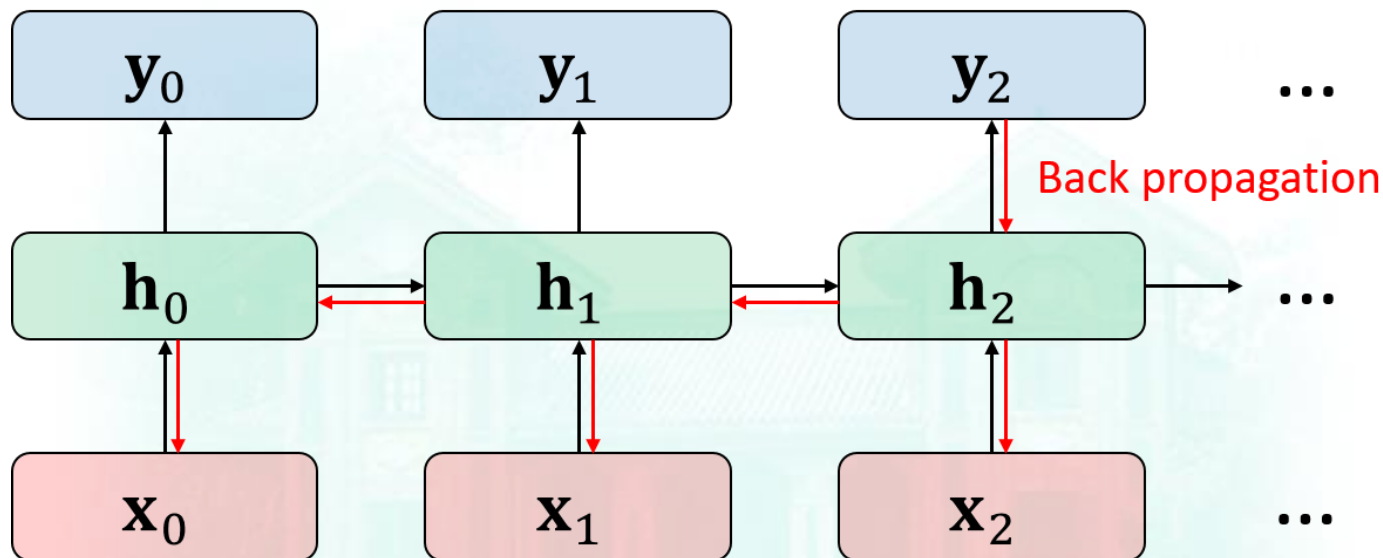 y₀ y₁ y₂ ...
Back propagation
h₀ h₁ h₂ ...
x₀ x₁ x₂ ...